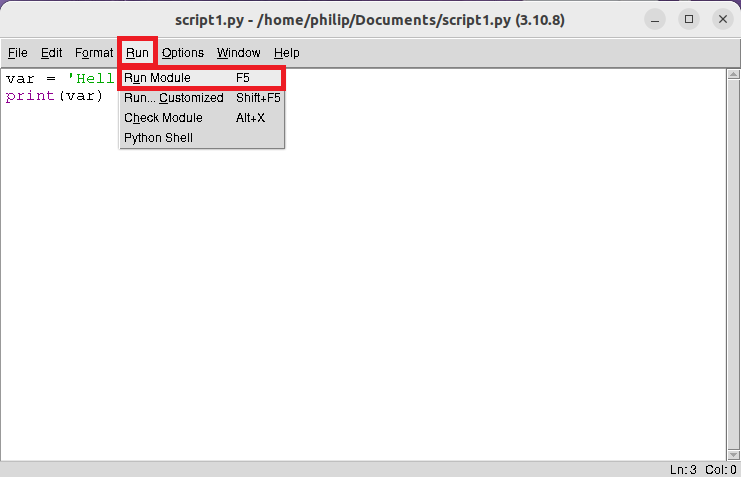 script1.py - /home/philip/Documents/script1.py (3.10.8)
File Edit Format Run Options Window Help
var = 'Hell
print(var)
Run Module F5
Run... Customized Shift+F5
Check Module Alt+X
Python Shell
Ln: 3 Col: 0